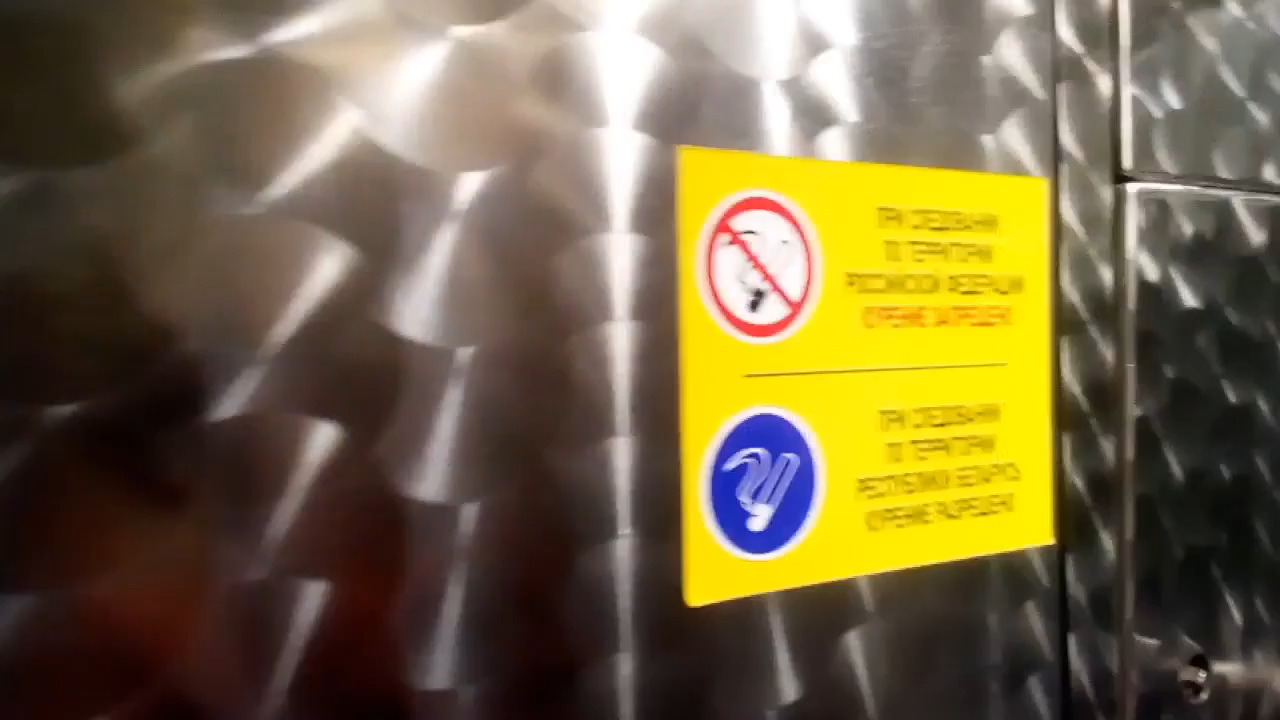 ПРИ СЛЕДОВАНИИ
ПО ТЕРРИТОРИИ
РОССИЙСКОЙ ФЕДЕРАЦИИ
КУРЕНИЕ ЗАПРЕЩЕНО
ПРИ СЛЕДОВАНИИ
ПО ТЕРРИТОРИИ
РЕСПУБЛИКИ БЕЛАРУСЬ
КУРЕНИЕ РАЗРЕШЕНО